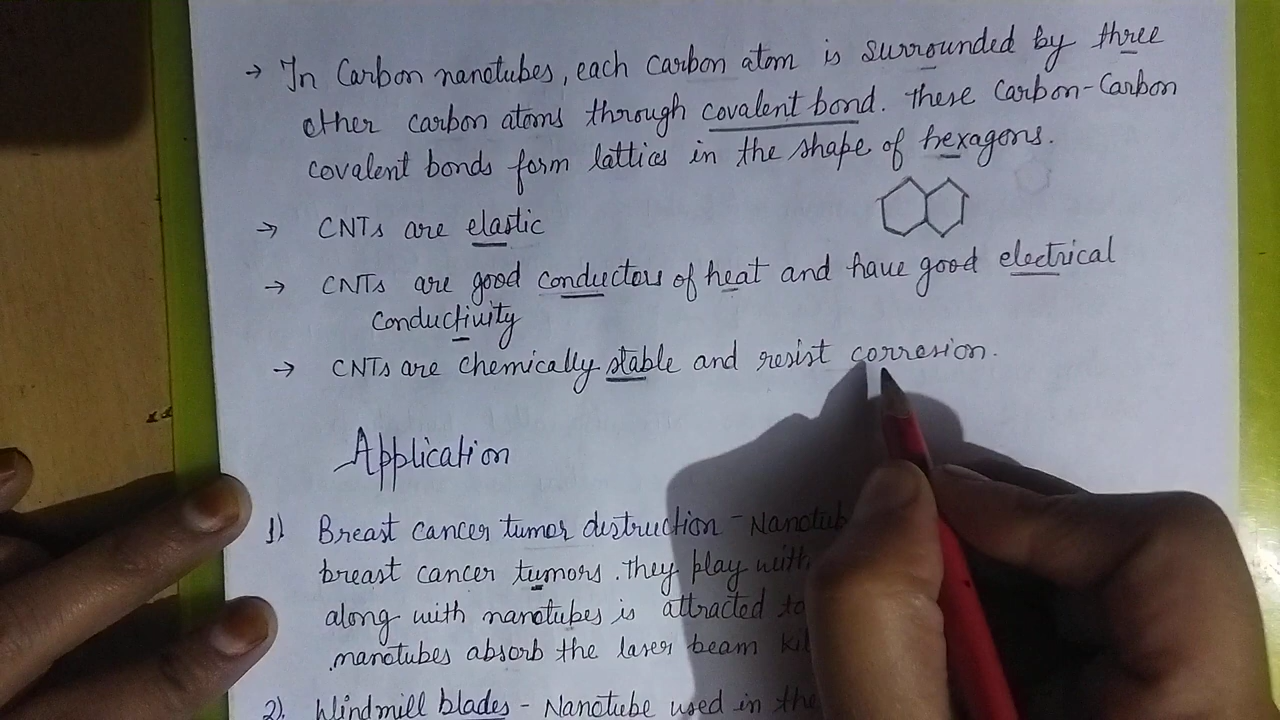 → In Carbon nanotubes, each carbon atom is surrounded by three
other carbon atoms through covalent bond. These Carbon-Carbon
covalent bonds form lattices in the shape of hexagons.
→ CNTs are elastic
→ CNTs are good conductors of heat and have good electrical
conductivity
→ CNTs are chemically stable and resist corrosion.
Application
1) Breast cancer tumor destruction - Nanotub
breast cancer tumors. They play with
along with nanotubes is attracted to
nanotubes absorb the laser beam
2). Windmill blades - Nanotube used in the